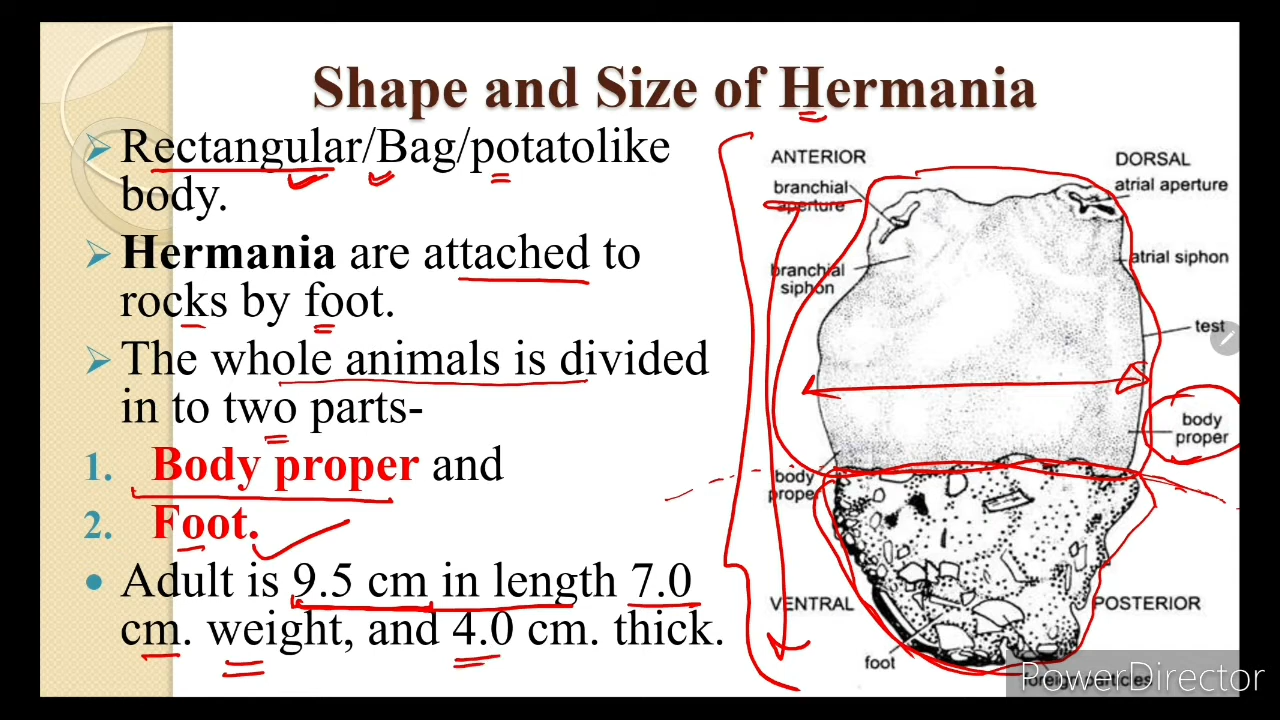 Shape and Size of Hermania
Rectangular/Bag/potatolike
body.
Hermania are attached to
rocks by foot.
The whole animals is divided
in to two parts-
1. Body proper and
2. Foot.
Adult is 9.5 cm in length 7.0
cm. weight, and 4.0 cm. thick.
ANTERIOR
DORSAL
branchial
aperture
atrial aperture
branchial
siphon
atrial siphon
test
body
proper
body
proper
VENTRAL
POSTERIOR
foot
foreign particles
PowerDirector